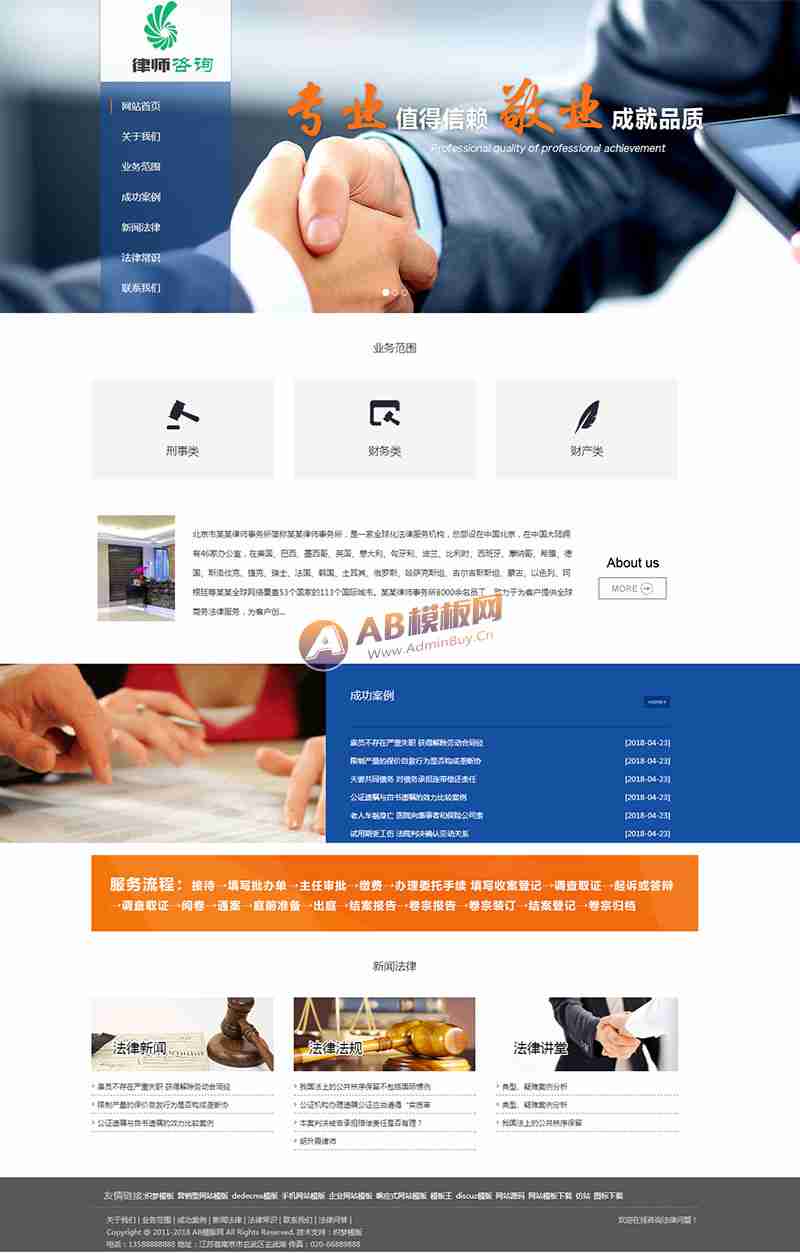 律师咨询
网站首页
关于我们
业务范围
成功案例
新闻法律
法律常识
联系我们
专业 值得信赖 敬业 成就品质
Professional quality of professional achievement
业务范围
刑事类
财务类
财产类
北京市某某律师事务所简称某某律师事务所，是一家全球化法律服务机构，总部设在中国北京，在中国大陆拥
有46家办公室，在美国、巴西、墨西哥、英国、意大利、匈牙利、波兰、比利时、西班牙、摩纳哥、希腊、德
国、斯洛伐克、捷克、瑞士、法国、韩国、土耳其、俄罗斯、哈萨克斯坦、吉尔吉斯斯坦、蒙古、以色列、阿
根廷等某某全球网络覆盖53个国家的113个国际城市。某某律师事务所8000余名员工，致力于为客户提供全球
商务法律服务，为客户创...
About us
MORE
AB模板网
Www.AdminBuy.Cn
成功案例
雇员不存在严重失职 获得解除劳动合同经 [2018-04-23]
限制产量的保价自救行为是否构成垄断协 [2018-04-23]
夫妻共同债务 对债务承担连带偿还责任 [2018-04-23]
公证遗嘱与自书遗嘱的效力比较案例 [2018-04-23]
老人车祸身亡 医院向肇事者和保险公司索 [2018-04-23]
试用期受工伤 法院判决确认劳动关系 [2018-04-23]
服务流程：接待→填写批办单→主任审批→缴费→办理委托手续 填写收案登记→调查取证→起诉或答辩
→调查取证→阅卷→通案→庭前准备→出庭→结案报告→卷宗报告→卷宗装订→结案登记→卷宗归档
新闻法律
法律新闻
法律法规
法律讲堂
雇员不存在严重失职 获得解除劳动合同经
限制产量的保价自救行为是否构成垄断协
公证遗嘱与自书遗嘱的效力比较案例
我国法上的公共秩序保留不包括国际惯例
公证机构办理遗嘱公证应当遵循“实质审
本案判决被告承担赔偿责任是否有理？
胡升晨律师
典型、疑难案例分析
典型、疑难案例分析
我国法上的公共秩序保留
友情链接:织梦模板 营销型网站模板 dedecms模板 手机网站模板 企业网站模板 响应式网站模板 模板王 discuz模板 网站源码 网站模板下载 仿站 图标下载
关于我们 | 业务范围 | 成功案例 | 新闻法律 | 法律常识 | 联系我们 | 法律问答 |
欢迎在线咨询法律问题！
Copyright @ 2011-2018 AB模板网 All Rights Reserved. 技术支持：织梦模板
电话：13588888888 地址：江苏省南京市玄武区玄武湖 传真：020-66889888